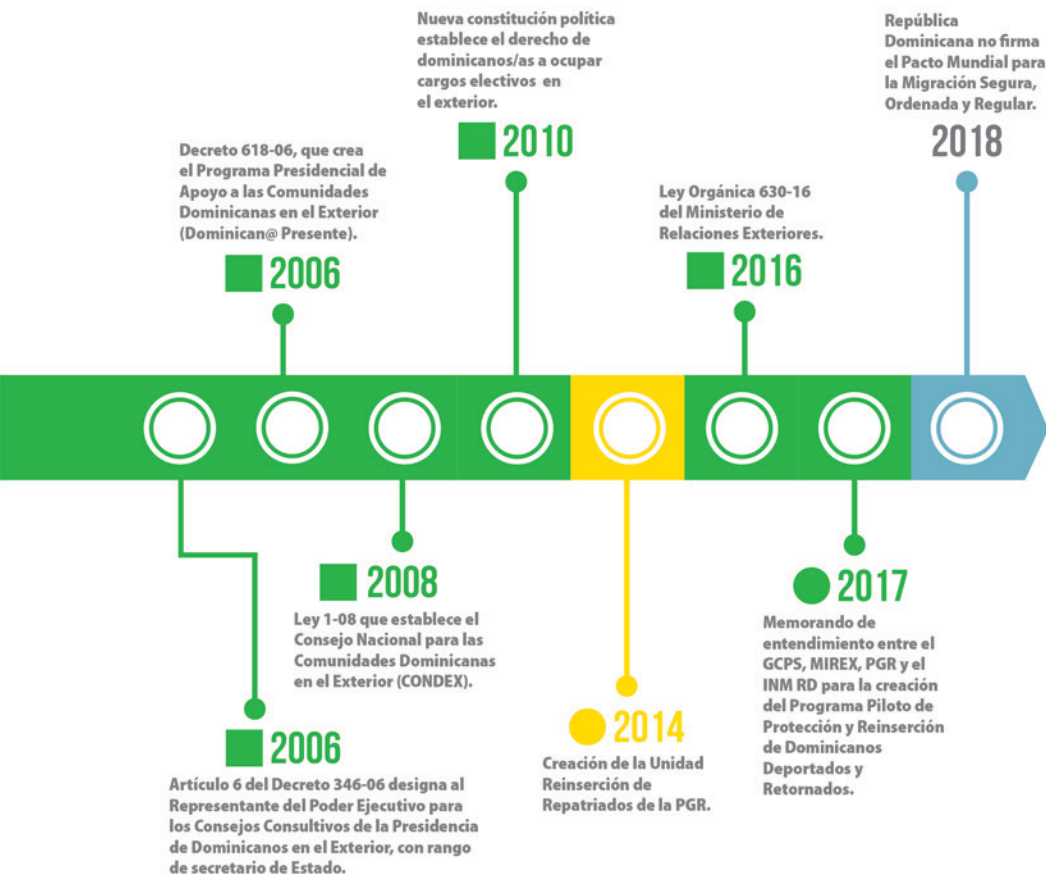 Nueva constitución política
establece el derecho de
dominicanos/as a ocupar
cargos electivos en
el exterior.
2010
República
Dominicana no firma
el Pacto Mundial para
la Migración Segura,
Ordenada y Regular.
2018
Decreto 618-06, que crea
el Programa Presidencial de
Apoyo a las Comunidades
Dominicanas en el Exterior
(Dominican@ Presente).
2006
Ley Orgánica 630-16
del Ministerio de
Relaciones Exteriores.
2016
2008
Ley 1-08 que establece el
Consejo Nacional para las
Comunidades Dominicanas
en el Exterior (CONDEX).
2017
Memorando de
entendimiento entre el
GCPS, MIREX, PGR y el
INM RD para la creación
del Programa Piloto de
Protección y Reinserción
de Dominicanos
Deportados y
Retornados.
2006
Artículo 6 del Decreto 346-06 designa al
Representante del Poder Ejecutivo para
los Consejos Consultivos de la Presidencia
de Dominicanos en el Exterior, con rango
de secretario de Estado.
2014
Creación de la Unidad
Reinserción de
Repatriados de la PGR.